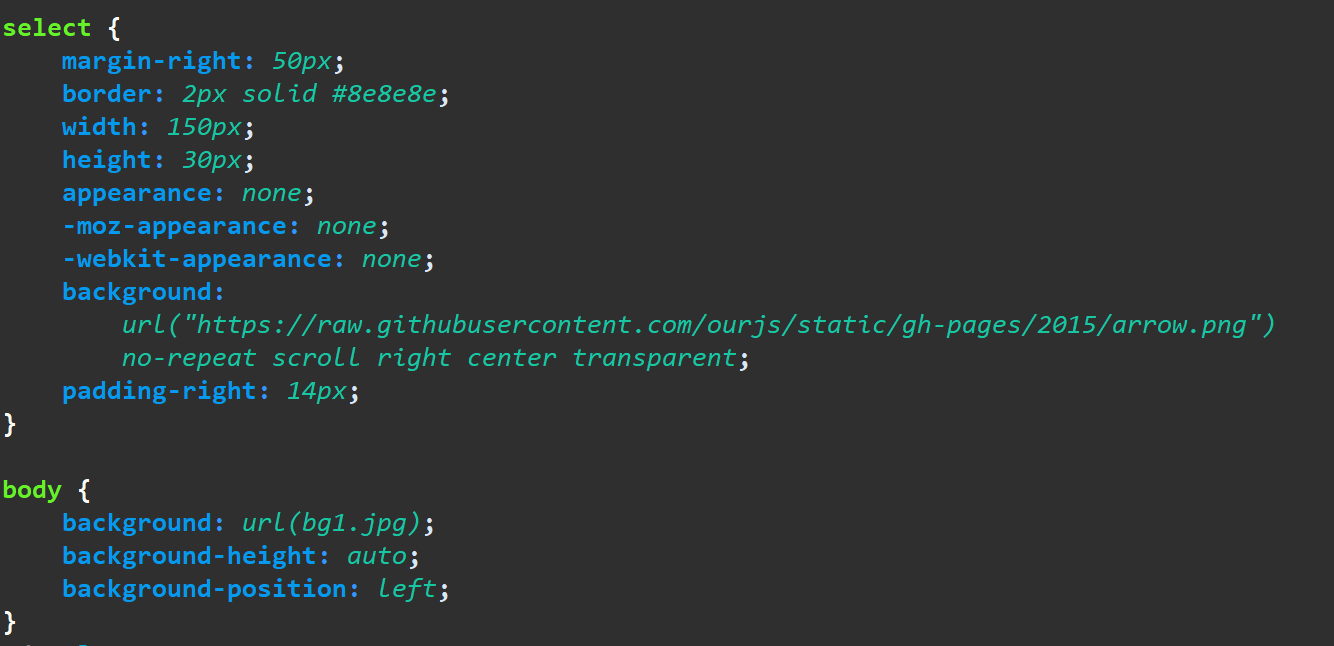 select {
    margin-right: 50px;
    border: 2px solid #8e8e8e;
    width: 150px;
    height: 30px;
    appearance: none;
    -moz-appearance: none;
    -webkit-appearance: none;
    background:
        url("https://raw.githubusercontent.com/ourjs/static/gh-pages/2015/arrow.png")
        no-repeat scroll right center transparent;
    padding-right: 14px;
}

body {
    background: url(bg1.jpg);
    background-height: auto;
    background-position: left;
}